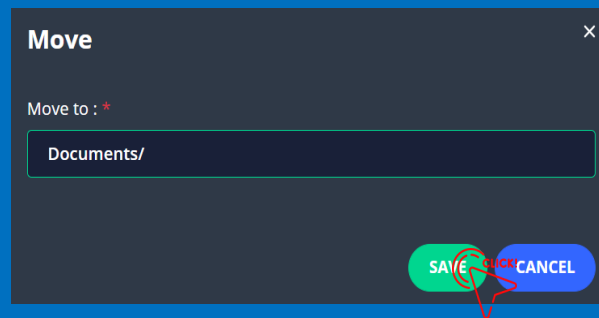 Move
×
Move to : *
Documents/
SAVE CLICK! CANCEL